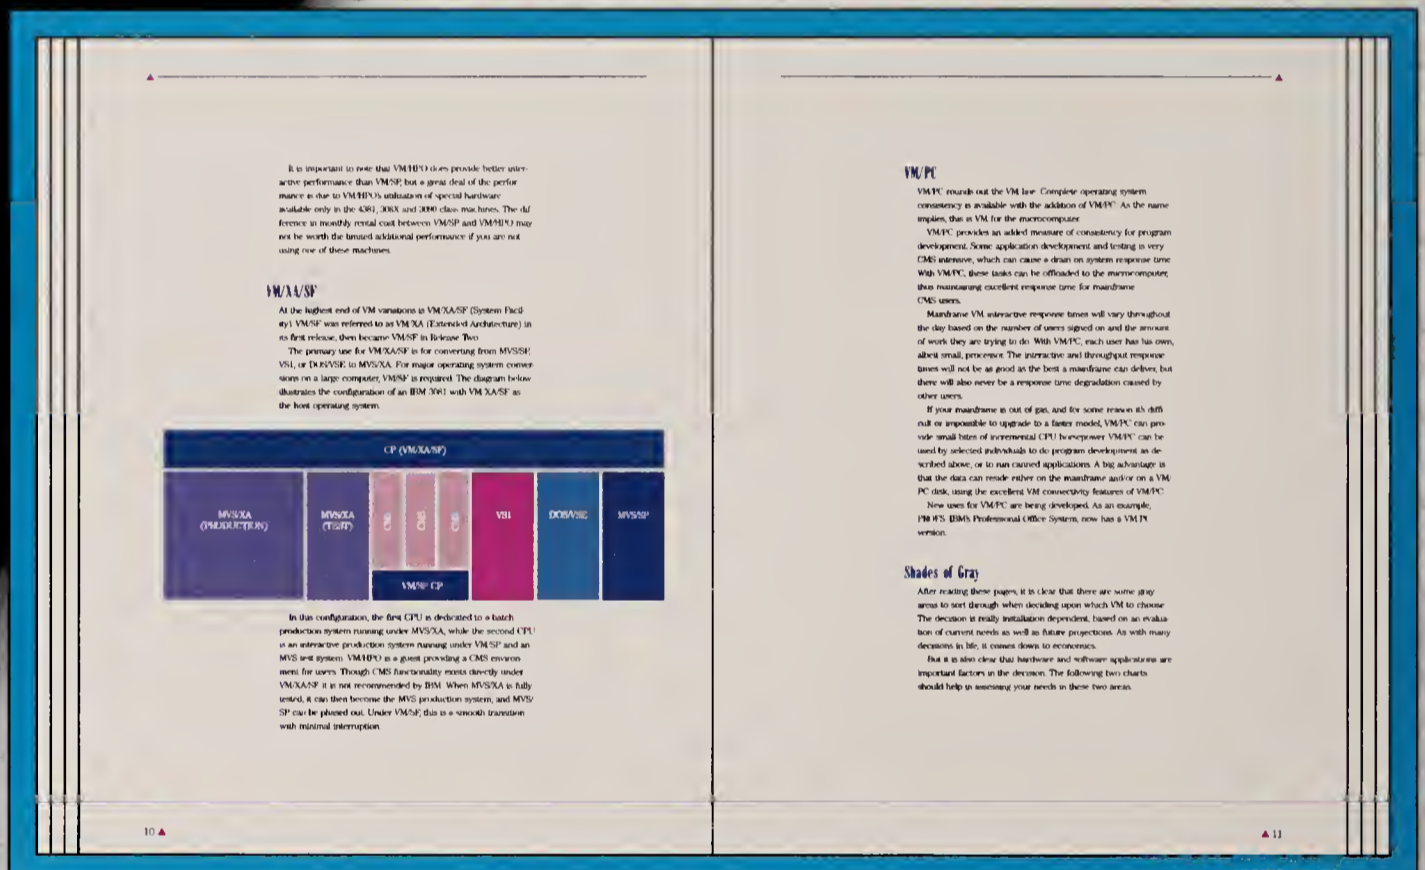 It is important to note that VM/HPO does provide better inter-
active performance than VM/SP, but a great deal of the perfor-
mance is due to VM/HPO's utilization of special hardware
available only in the 4381, 308X and 3090 class machines. The dif
ference in monthly rental cost between VM/SP and VM/HPO may
not be worth the limited additional performance if you are not
using one of these machines.
VM/XA/SF
At the highest end of VM variations is VM/XA/SF (System Facil-
ity). VM/SF was referred to as VM/XA (Extended Architecture) in
its first release, then became VM/SF in Release Two.
The primary use for VM/XA/SF is for converting from MVS/SP,
VS1, or DOS/VSE to MVS/XA. For major operating system conver-
sions on a large computer, VM/SF is required. The diagram below
illustrates the configuration of an IBM 3081 with VM XA/SF as
the host operating system.
CP (VM/XA/SF)
MVS/XA
(PRODUCTION)
MVS/XA
(TEST)
CMS
CMS
CMS
VS1
DOS/VSE
MVS/SP
VM/SP CP
In this configuration, the first CPU is dedicated to a batch
production system running under MVS/XA, while the second CPU
is an interactive production system running under VM/SP and an
MVS test system. VM/HPO is a guest providing a CMS environ-
ment for users. Though CMS functionality exists directly under
VM/XA/SF it is not recommended by IBM. When MVS/XA is fully
tested, it can then become the MVS production system, and MVS/
SP can be phased out. Under VM/SF, this is a smooth transition
with minimal interruption.
10
VM/PC
VM/PC rounds out the VM line. Complete operating system
consistency is available with the addition of VM/PC. As the name
implies, this is VM for the microcomputer.
VM/PC provides an added measure of consistency for program
development. Some application development and testing is very
CMS intensive, which can cause a drain on system response time.
With VM/PC, these tasks can be offloaded to the microcomputer,
thus maintaining excellent response time for mainframe
CMS users.
Mainframe VM interactive response times will vary throughout
the day based on the number of users signed on and the amount
of work they are trying to do. With VM/PC, each user has his own,
albeit small, processor. The interactive and throughput response
times will not be as good as the best a mainframe can deliver, but
there will also never be a response time degradation caused by
other users.
If your mainframe is out of gas, and for some reason it's diffi
cult or impossible to upgrade to a faster model, VM/PC can pro-
vide small bites of incremental CPU horsepower. VM/PC can be
used by selected individuals to do program development as de-
scribed above, or to run canned applications. A big advantage is
that the data can reside either on the mainframe and/or on a VM/
PC disk, using the excellent VM connectivity features of VM/PC.
New uses for VM/PC are being developed. As an example,
PROFS, IBM's Professional Office System, now has a VM PC
version.
Shades of Gray
After reading these pages, it is clear that there are some gray
areas to sort through when deciding upon which VM to choose.
The decision is really installation dependent, based on an evalua-
tion of current needs as well as future projections. As with many
decisions in life, it comes down to economics.
But it is also clear that hardware and software applications are
important factors in the decision. The following two charts
should help in assessing your needs in these two areas.
11